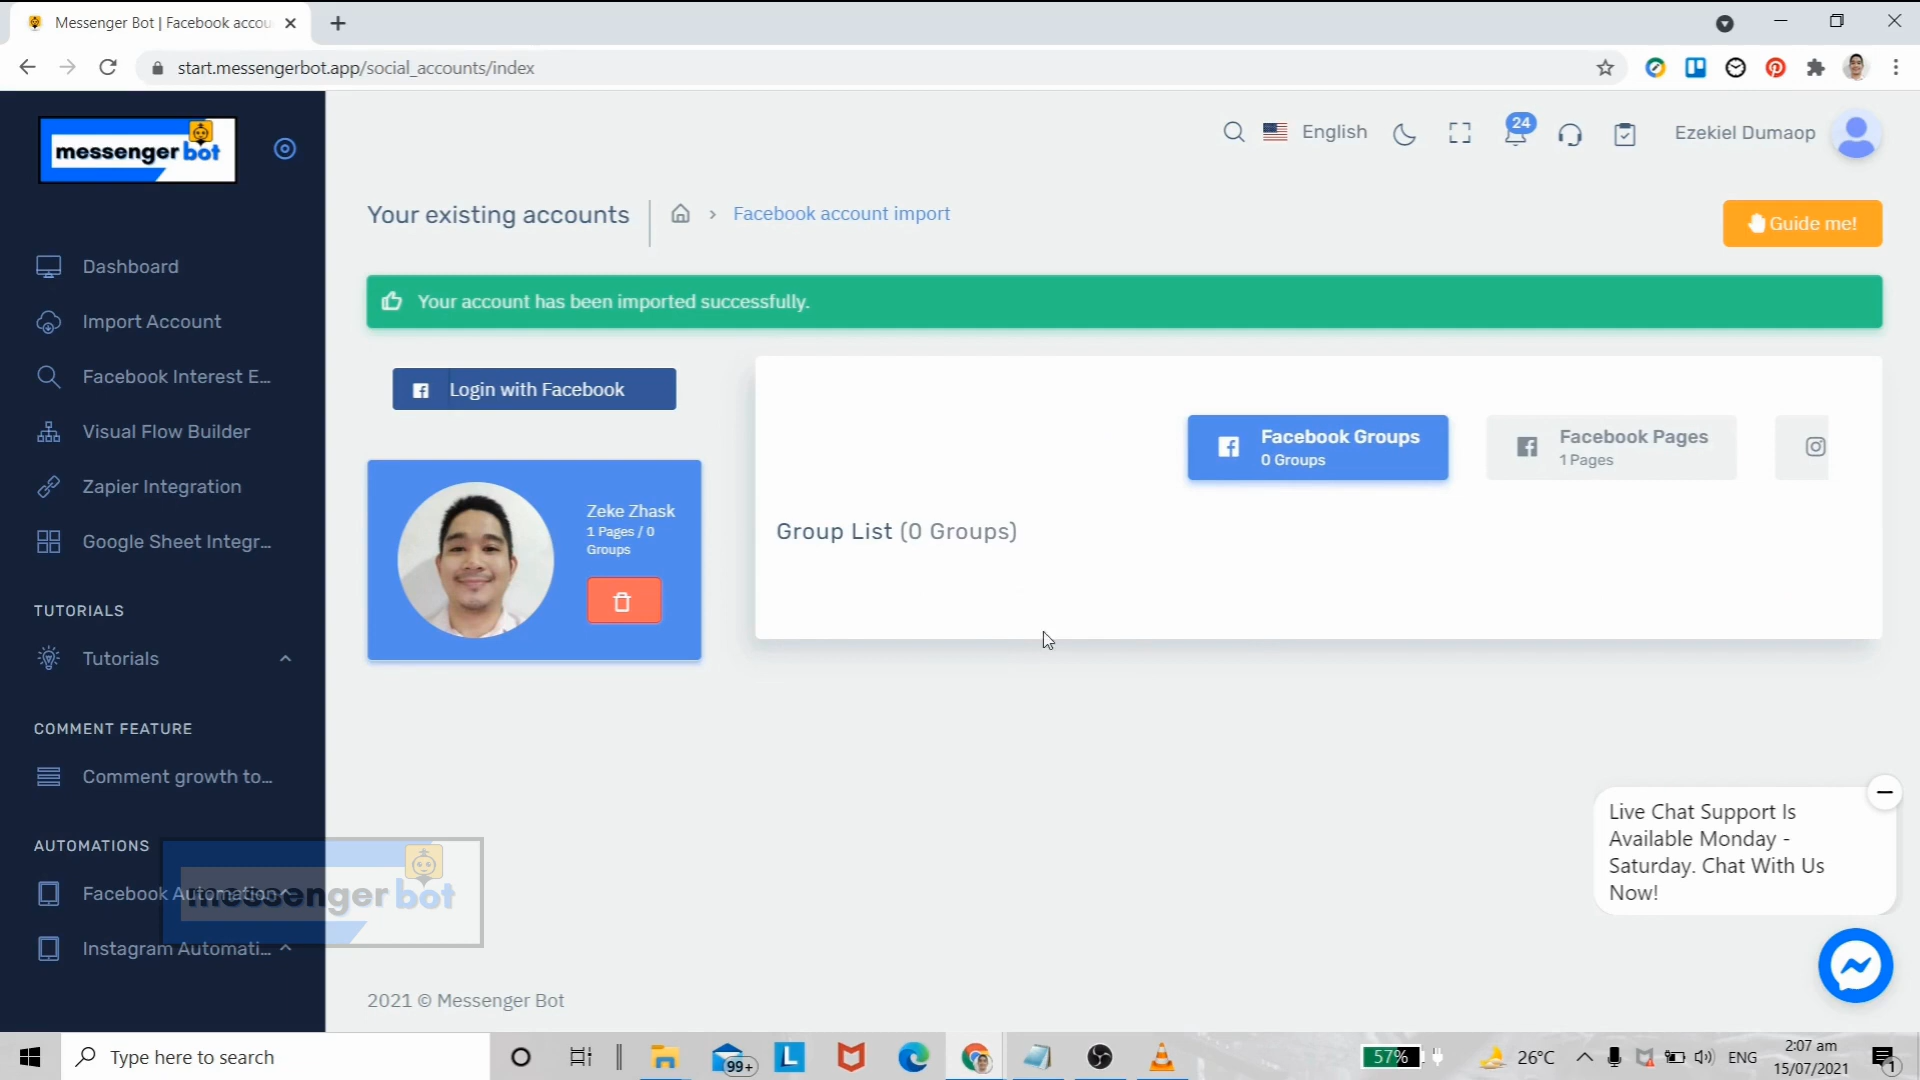 Messenger Bot | Facebook accou
start.messengerbot.app/social_accounts/index
messenger bot
English
24
Ezekiel Dumaop
Your existing accounts
Facebook account import
Guide me!
Dashboard
Import Account
Facebook Interest E...
Visual Flow Builder
Zapier Integration
Google Sheet Integr...
TUTORIALS
Tutorials
COMMENT FEATURE
Comment growth to...
AUTOMATIONS
Facebook Automation
Instagram Automati...
Your account has been imported successfully.
Login with Facebook
Zeke Zhask
1 Pages / 0
Groups
Facebook Groups
0 Groups
Facebook Pages
1 Pages
Group List (0 Groups)
Live Chat Support Is
Available Monday -
Saturday. Chat With Us
Now!
messenger bot
2021 © Messenger Bot
Type here to search
99+
L
57%
26°C
ENG
2:07 am
15/07/2021
1